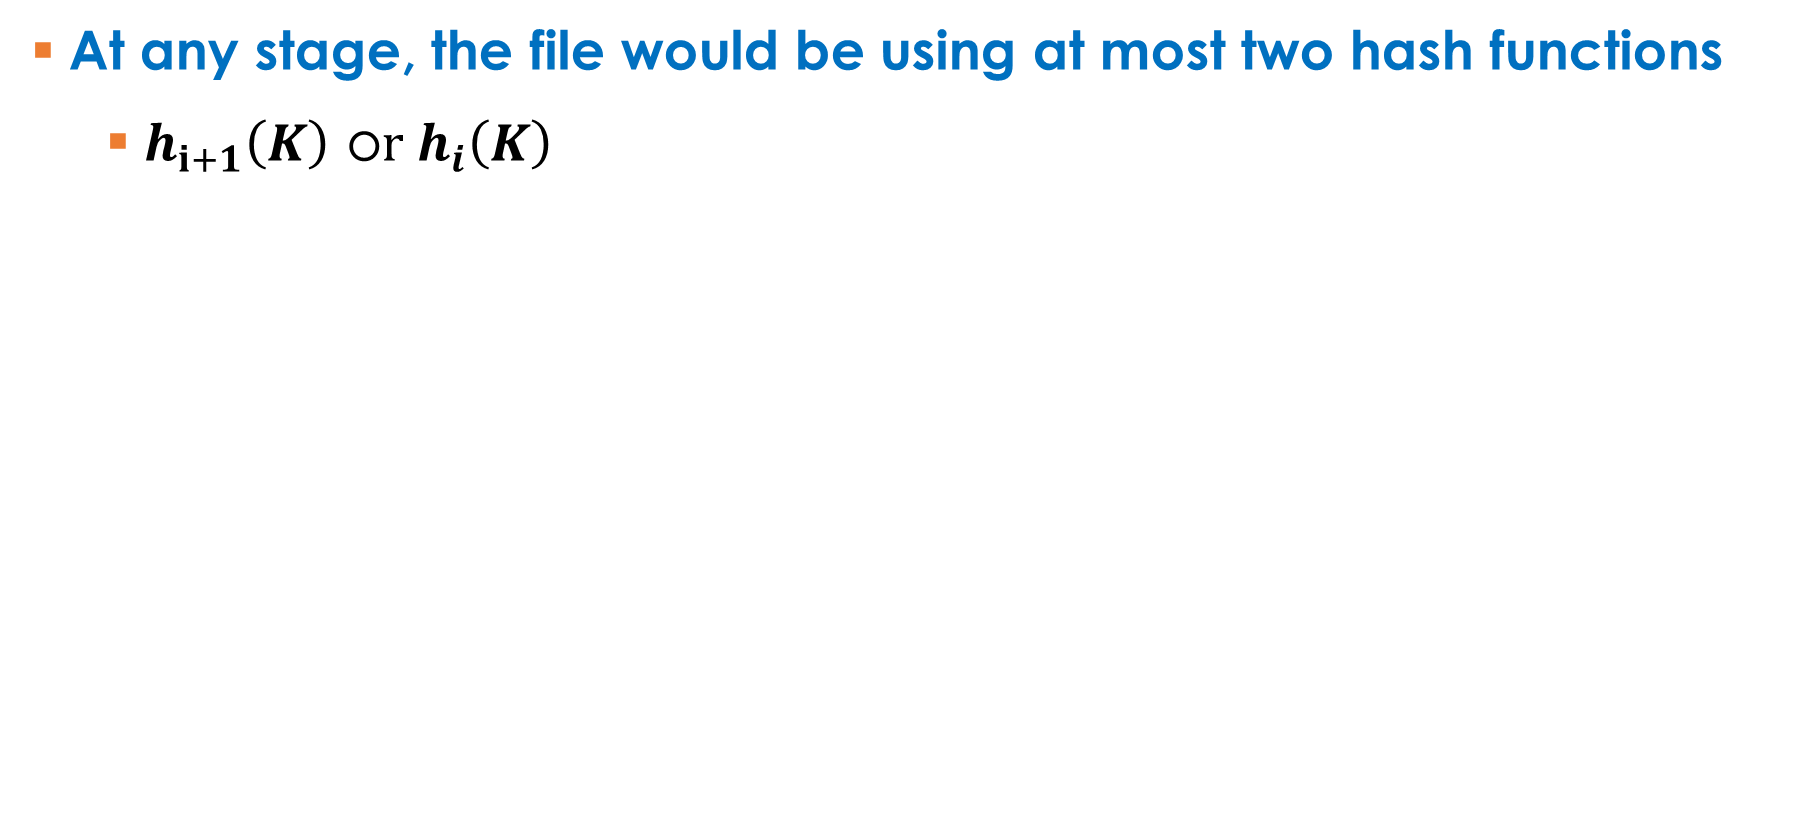 ▪ At any stage, the file would be using at most two hash functions
▪ 𝒉ᵢ₊₁(𝑲) or 𝒉ᵢ(𝑲)